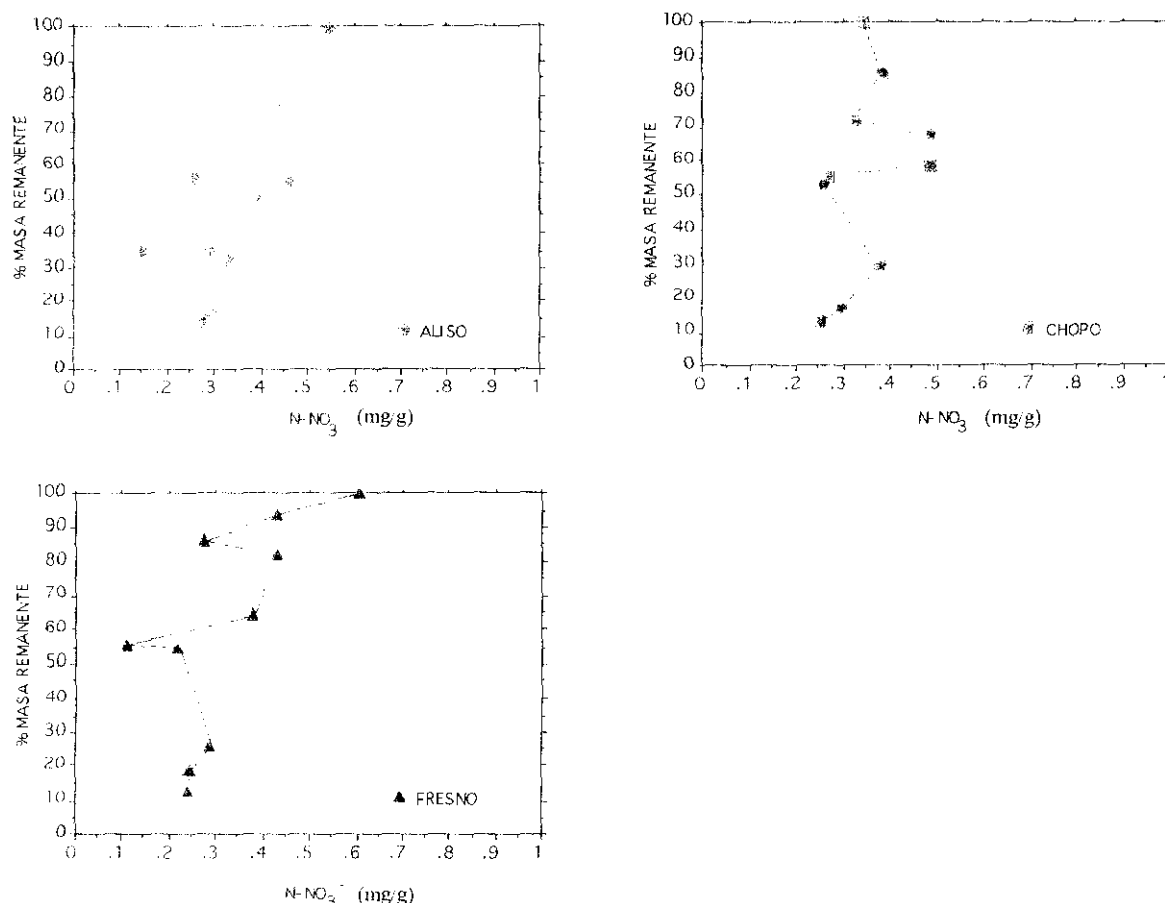 100
90
80
70
60
50
40
30
20
10
0
% MASA REMANENTE
0 .1 .2 .3 .4 .5 .6 .7 .8 .9 1
N-NO3 (mg/g)
ALISO
100
90
80
70
60
50
40
30
20
10
0
% MASA REMANENTE
0 .1 .2 .3 .4 .5 .6 .7 .8 .9 1
N-NO3 (mg/g)
CHOPO
100
90
80
70
60
50
40
30
20
10
0
% MASA REMANENTE
0 .1 .2 .3 .4 .5 .6 .7 .8 .9 1
N-NO3- (mg/g)
FRESNO